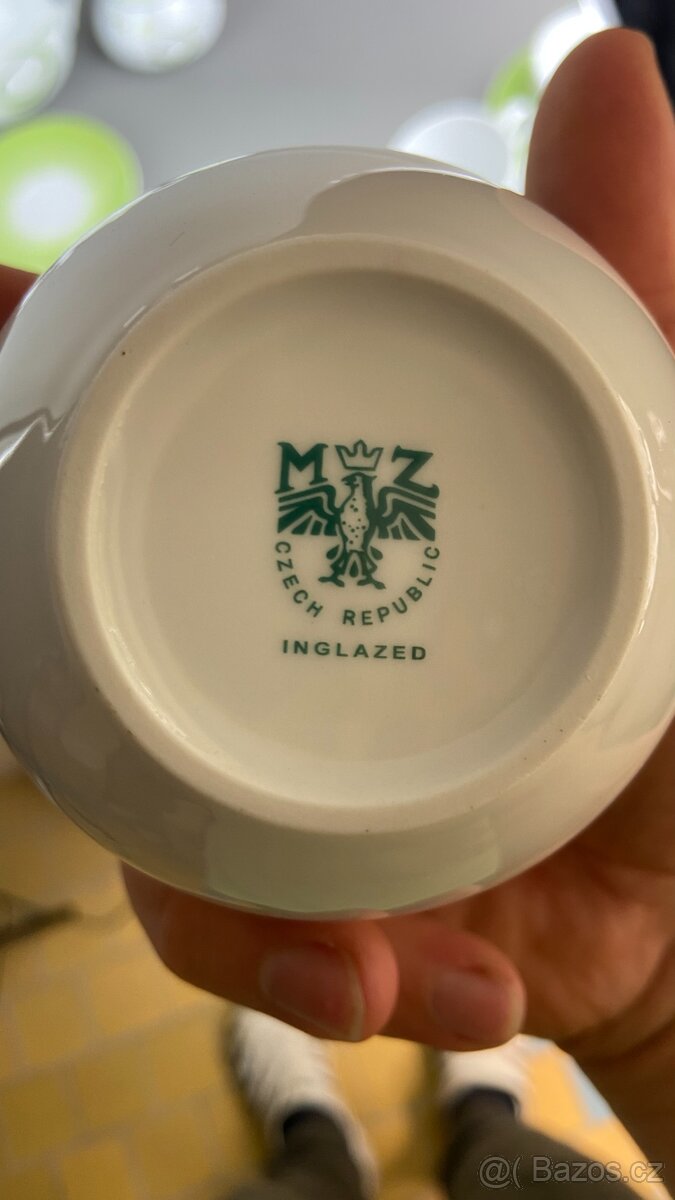 M Z
CZECH REPUBLIC
INGLAZED
@( Bazos.cz